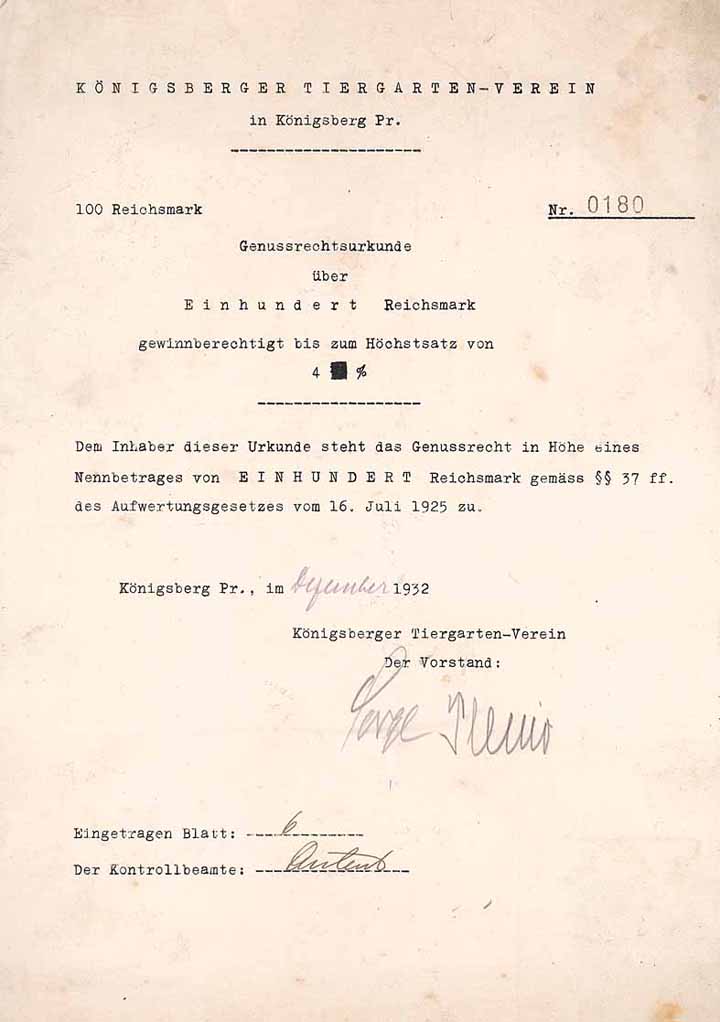 KÖNIGSBERGER TIERGARTEN-VEREIN
in Königsberg Pr.
100 Reichsmark
Nr. 0180
Genussrechtsurkunde
über
Einhundert Reichsmark
gewinnberechtigt bis zum Höchstsatz von
4 %
Dem Inhaber dieser Urkunde steht das Genussrecht in Höhe eines
Nennbetrages von EINHUNDERT Reichsmark gemäss §§ 37 ff.
des Aufwertungsgesetzes vom 16. Juli 1925 zu.
Königsberg Pr., im Dezember 1932
Königsberger Tiergarten-Verein
Der Vorstand:
Eingetragen Blatt: 6
Der Kontrollbeamte: